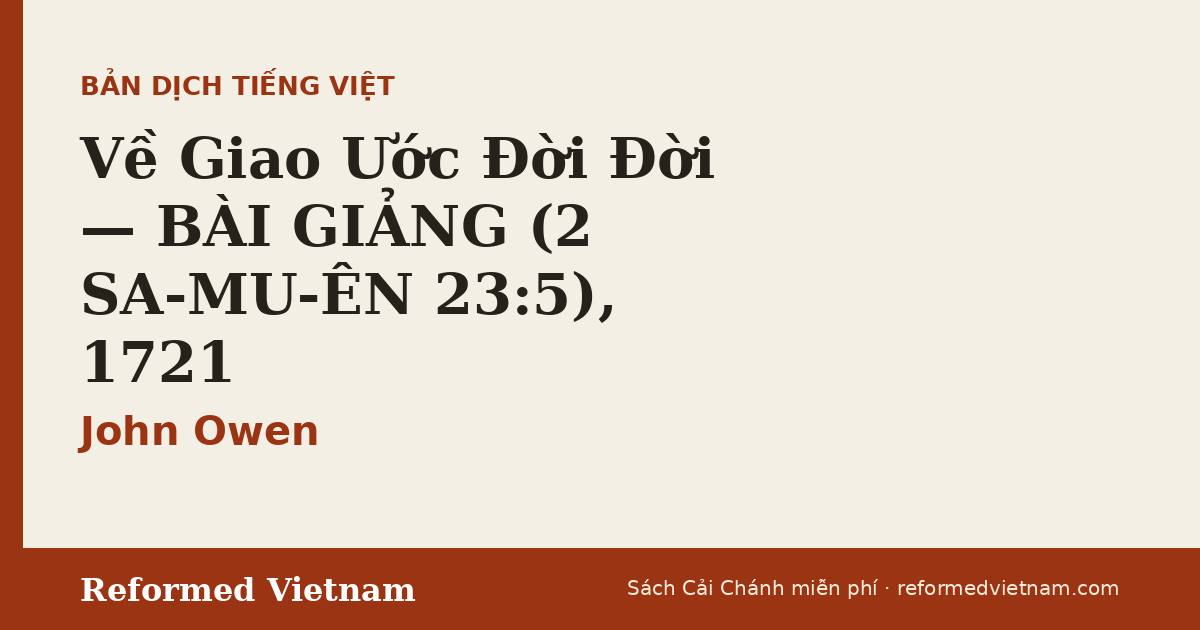 BẢN DỊCH TIẾNG VIỆT
Về Giao Ước Đời Đời
— BÀI GIẢNG (2
SA-MU-ÊN 23:5),
1721
John Owen
Reformed Vietnam
Sách Cải Chánh miễn phí · reformedvietnam.com